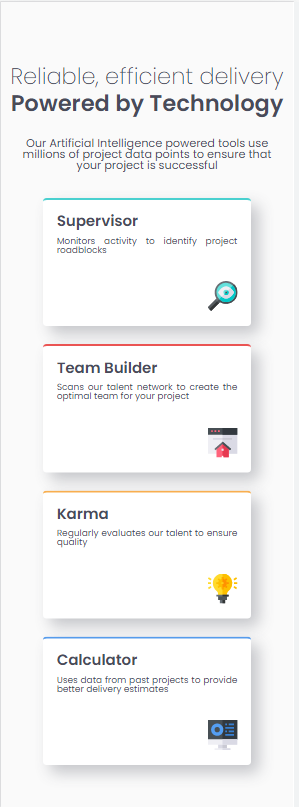 Reliable, efficient delivery
Powered by Technology
Our Artificial Intelligence powered tools use
millions of project data points to ensure that
your project is successful
Supervisor
Monitors activity to identify project
roadblocks
Team Builder
Scans our talent network to create the
optimal team for your project
Karma
Regularly evaluates our talent to ensure
quality
Calculator
Uses data from past projects to provide
better delivery estimates